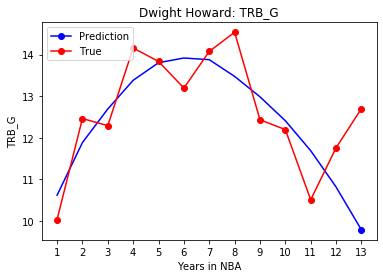 Dwight Howard: TRB_G
Prediction
True
14
13
12
11
10
TRB_G
1 2 3 4 5 6 7 8 9 10 11 12 13
Years in NBA